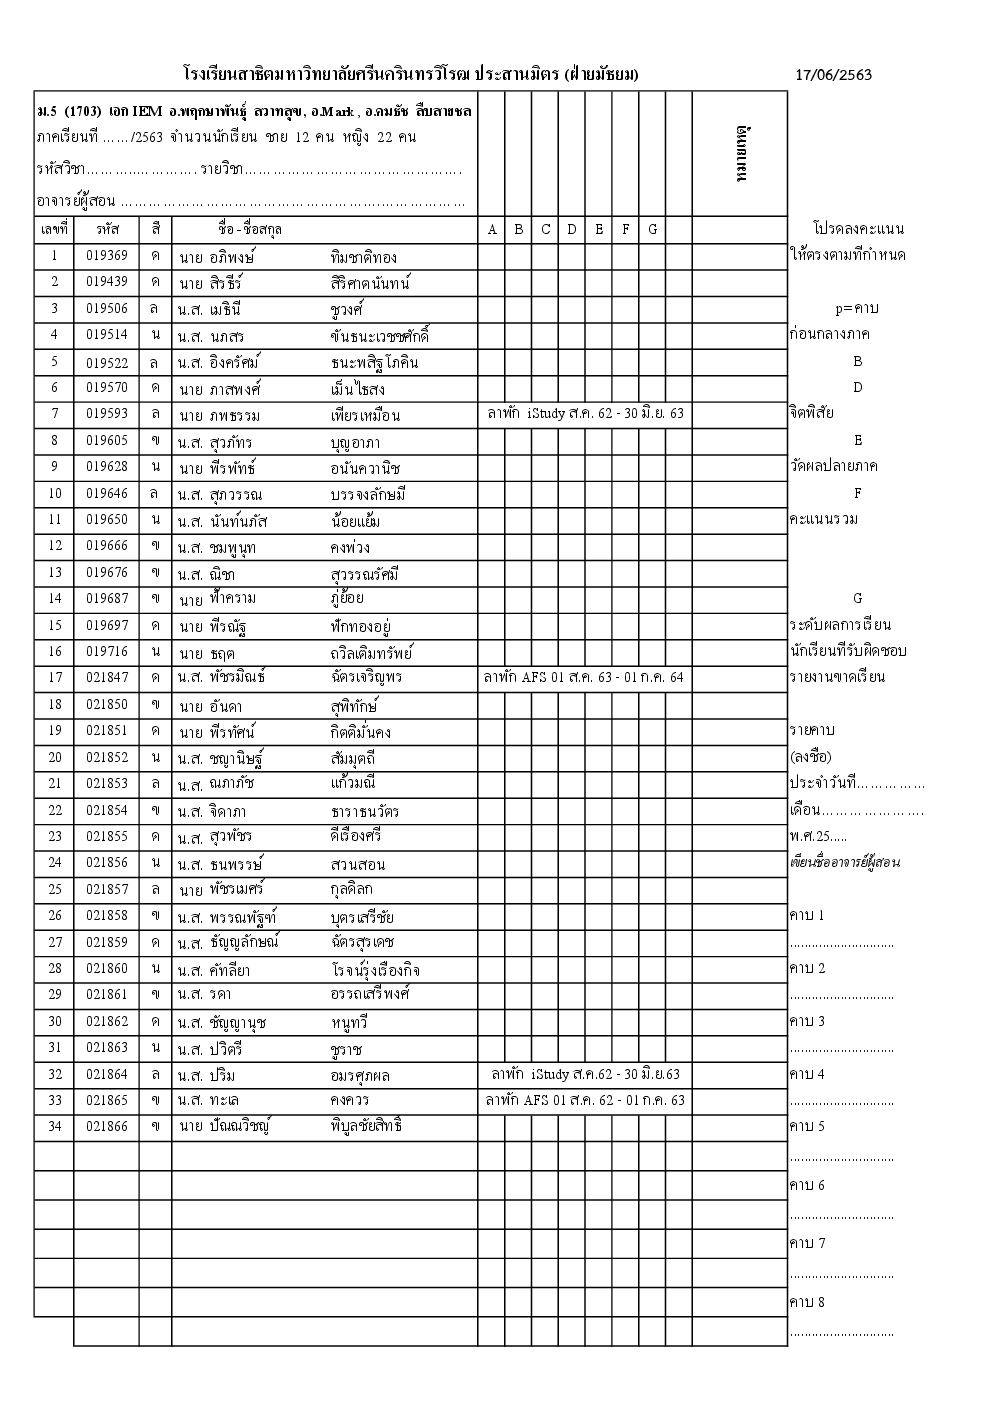 โรงเรียนสาธิตมหาวิทยาลัยศรีนครินทรวิโรฒ ประสานมิตร (ฝ่ายมัธยม) 17/06/2563
ม.5 (1703) เอก IEM อ.พฤกษาพันธุ์ ลวาทสุข, อ.Mark , อ.คมธัช สืบสายชล
ภาคเรียนที่ ....../2563 จำนวนนักเรียน ชาย 12 คน หญิง 22 คน
รหัสวิชา........................ รายวิชา..............................................
อาจารย์ผู้สอน ..........................................................................
หมายเหตุ
เลขที่ รหัส สี ชื่อ - ชื่อสกุล A B C D E F G โปรดลงคะแนน
1 019369 ด นาย อภิพงษ์ ทิมชาติทอง ให้ตรงตามที่กำหนด
2 019439 ด นาย สิรธีร์ สิริศาตนันทน์
3 019506 ล น.ส. เมธินี ชูวงศ์ p=คาบ
4 019514 น น.ส. นภสร ขันธนะเวชชศักดิ์ ก่อนกลางภาค
5 019522 ล น.ส. อิงครัศม์ ธนะพสิฐโภคิน B
6 019570 ด นาย ภาสพงศ์ เม็นไธสง D
7 019593 ล นาย ภพธรรม เพียรเหมือน ลาพัก iStudy ส.ค. 62 - 30 มิ.ย. 63 จิตพิสัย
8 019605 ฃ น.ส. สุวภัทร บุญอาภา E
9 019628 น นาย พีรพัทธ์ อนันควานิช วัดผลปลายภาค
10 019646 ล น.ส. สุภวรรณ บรรจงลักษมี F
11 019650 น น.ส. นันท์นภัส น้อยแย้ม คะแนนรวม
12 019666 ฃ น.ส. ชมพูนุท คงพ่วง
13 019676 ฃ น.ส. ณิชา สุวรรณรัศมี
14 019687 ฃ นาย ฟ้าคราม ภู่ย้อย G
15 019697 ด นาย พีรณัฐ ฟักทองอยู่ ระดับผลการเรียน
16 019716 น นาย ธฤต ถวิลเติมทรัพย์ นักเรียนที่รับผิดชอบ
17 021847 ด น.ส. พัชรมิณธ์ ฉัตรเจริญพร ลาพัก AFS 01 ส.ค. 63 - 01 ก.ค. 64 รายงานขาดเรียน
18 021850 ฃ นาย อันดา สุพิทักษ์
19 021851 ด นาย พีรทัศน์ กิตติมั่นคง รายคาบ
20 021852 น น.ส. ชญานิษฐ์ สัมมุตถี (ลงชื่อ)
21 021853 ล น.ส. ณภาภัช แก้วมณี ประจำวันที่..............
22 021854 ฃ น.ส. จิดาภา ธาราธนวัตร เดือน......................
23 021855 ด น.ส. สุวพัชร ดีเรืองศรี พ.ศ.25.....
24 021856 น น.ส. ธนพรรษ์ สวนสอน เขียนชื่ออาจารย์ผู้สอน
25 021857 ล นาย พัชรเมศร์ กุลดิลก
26 021858 ฃ น.ส. พรรณพัฐฑ์ บุตรเสรีชัย คาบ 1
27 021859 ด น.ส. ธัญญลักษณ์ ฉัตรสุรเดช ............................
28 021860 น น.ส. คัทลียา โรจน์รุ่งเรืองกิจ คาบ 2
29 021861 ฃ น.ส. รดา อรรถเสรีพงศ์ ............................
30 021862 ด น.ส. ชัญญานุช หนูทวี คาบ 3
31 021863 น น.ส. ปวิตรี ชูราช ............................
32 021864 ล น.ส. ปริม อมรศุภผล ลาพัก iStudy ส.ค.62 - 30 มิ.ย.63 คาบ 4
33 021865 ฃ น.ส. ทะเล คงควร ลาพัก AFS 01 ส.ค. 62 - 01 ก.ค. 63 ............................
34 021866 ฃ นาย ปัณณวิชญ์ พิบูลชัยสิทธิ์ คาบ 5
............................
คาบ 6
............................
คาบ 7
............................
คาบ 8
............................